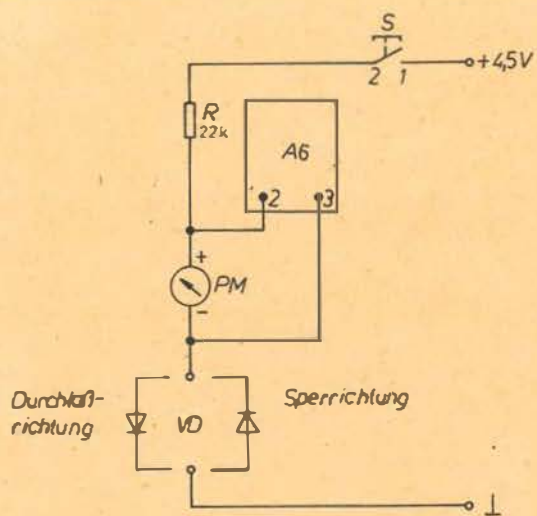 S
2 1
+4,5V
R
22k
A6
2 3
+
PM
-
Durchlaß-
richtung
VD
Sperrichtung